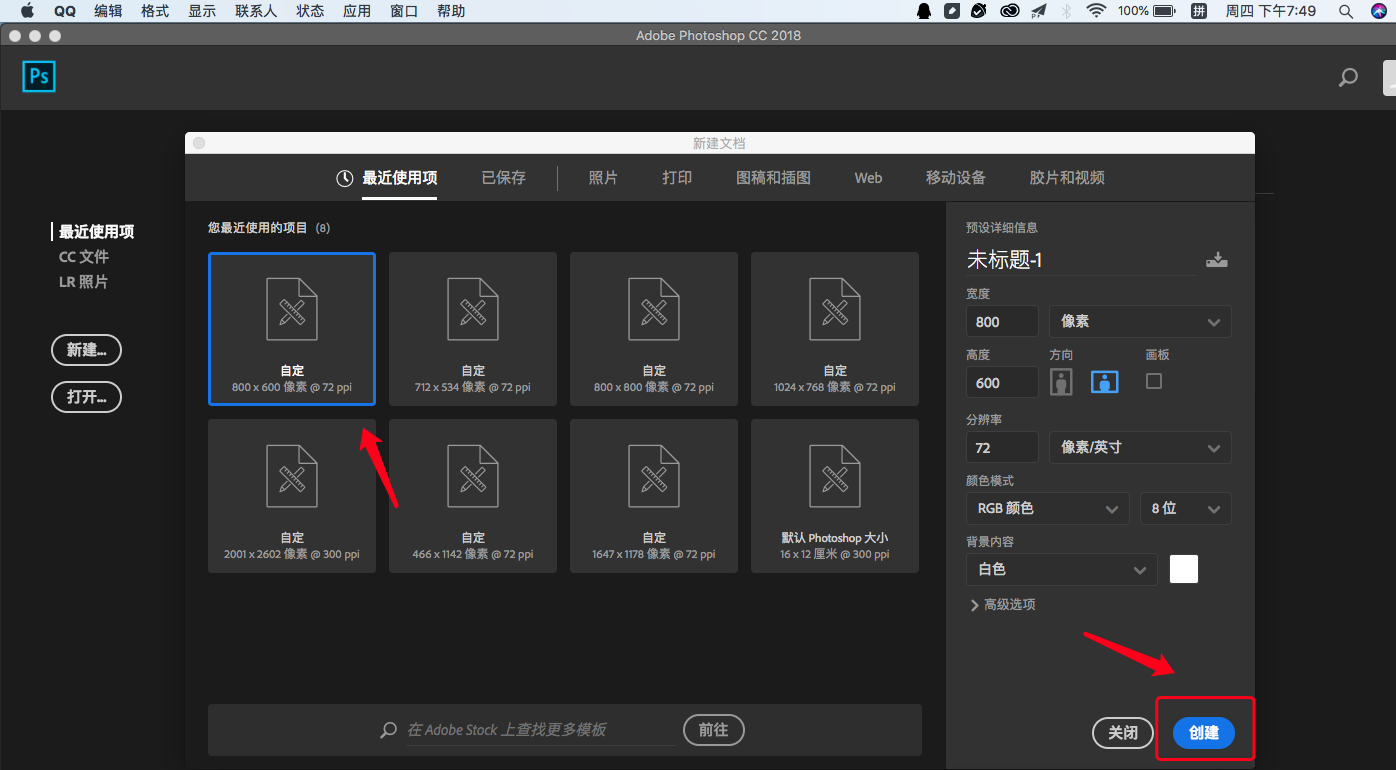 QQ 编辑 格式 显示 联系人 状态 应用 窗口 帮助 100% 拼 周四 下午7:49
Adobe Photoshop CC 2018
Ps
新建文档
最近使用项 已保存 照片 打印 图稿和插图 Web 移动设备 胶片和视频
最近使用项
CC 文件
LR 照片
新建...
打开...
您最近使用的项目 (8)
自定
800 x 600 像素 @ 72 ppi
自定
712 x 534 像素 @ 72 ppi
自定
800 x 800 像素 @ 72 ppi
自定
1024 x 768 像素 @ 72 ppi
自定
2001 x 2602 像素 @ 300 ppi
自定
466 x 1142 像素 @ 72 ppi
自定
1647 x 1178 像素 @ 72 ppi
默认 Photoshop 大小
16 x 12 厘米 @ 300 ppi
在 Adobe Stock 上查找更多模板 前往
预设详细信息
未标题-1
宽度
800 像素
高度 方向 画板
600
分辨率
72 像素/英寸
颜色模式
RGB 颜色 8 位
背景内容
白色
高级选项
关闭 创建